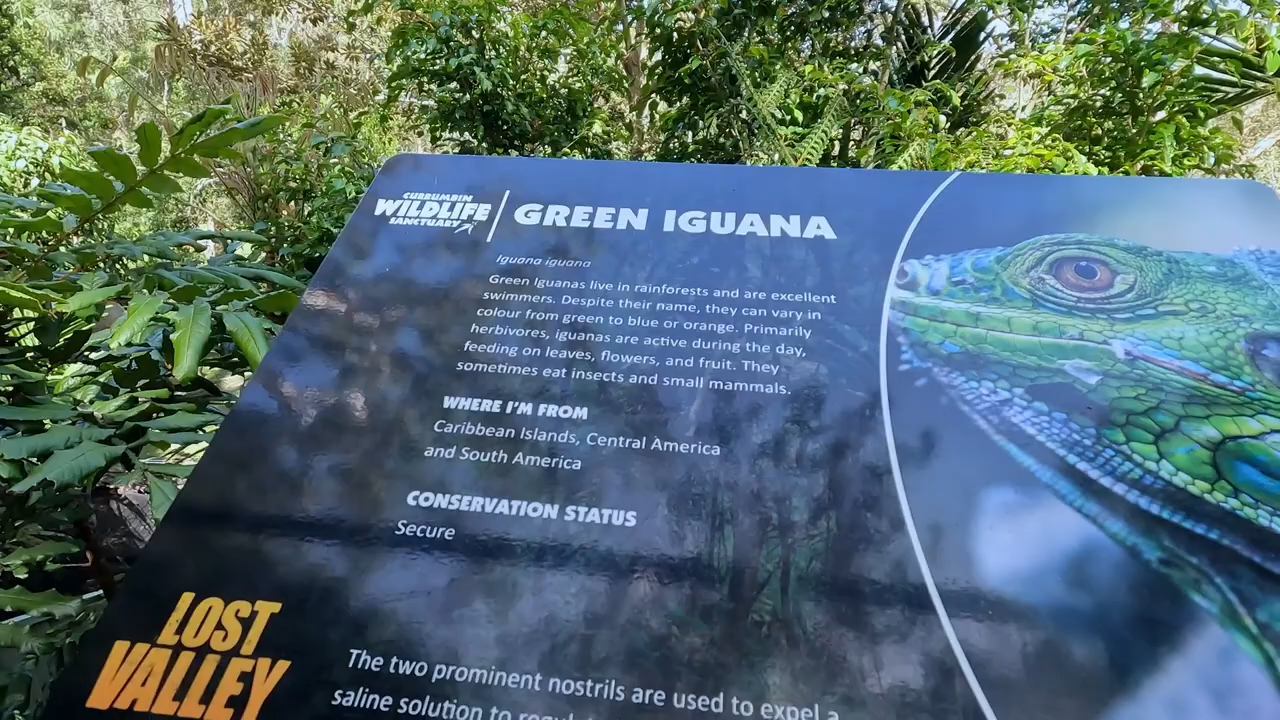 CURRUMBIN
WILDLIFE
SANCTUARY
GREEN IGUANA
Iguana iguana
Green Iguanas live in rainforests and are excellent
swimmers. Despite their name, they can vary in
colour from green to blue or orange. Primarily
herbivores, iguanas are active during the day,
feeding on leaves, flowers, and fruit. They
sometimes eat insects and small mammals.
WHERE I'M FROM
Caribbean Islands, Central America
and South America
CONSERVATION STATUS
Secure
LOST
VALLEY
The two prominent nostrils are used to expel a
saline solution to